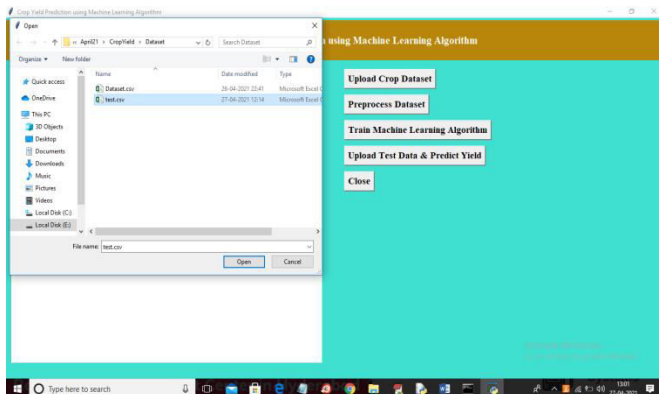 Crop Yield Prediction using Machine Learning Algorithm
Open
April21 › CropYield › Dataset
Search Dataset
using Machine Learning Algorithm
Organize
New folder
Name
Date modified
Type
Quick access
OneDrive
This PC
3D Objects
Desktop
Documents
Downloads
Music
Pictures
Videos
Local Disk (C:)
Local Disk (E:)
Dataset.csv
26-04-2021 22:41
Microsoft Excel C
test.csv
27-04-2021 12:14
Microsoft Excel C
File name:
test.csv
Open
Cancel
Upload Crop Dataset
Preprocess Dataset
Train Machine Learning Algorithm
Upload Test Data & Predict Yield
Close
Type here to search
13:01